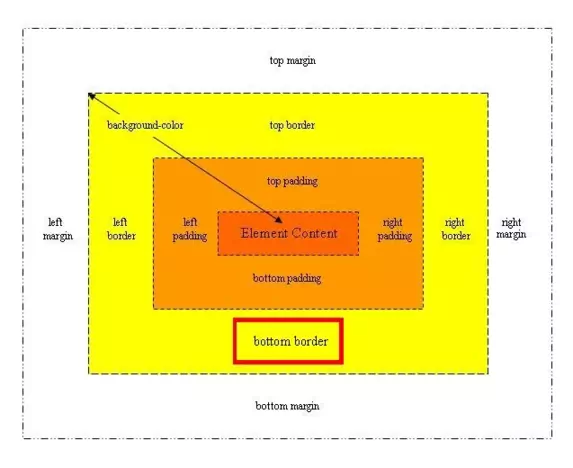 top margin
background-color
top border
top padding
left
margin
left
border
left
padding
Element Content
right
padding
right
border
right
margin
bottom padding
bottom border
bottom margin